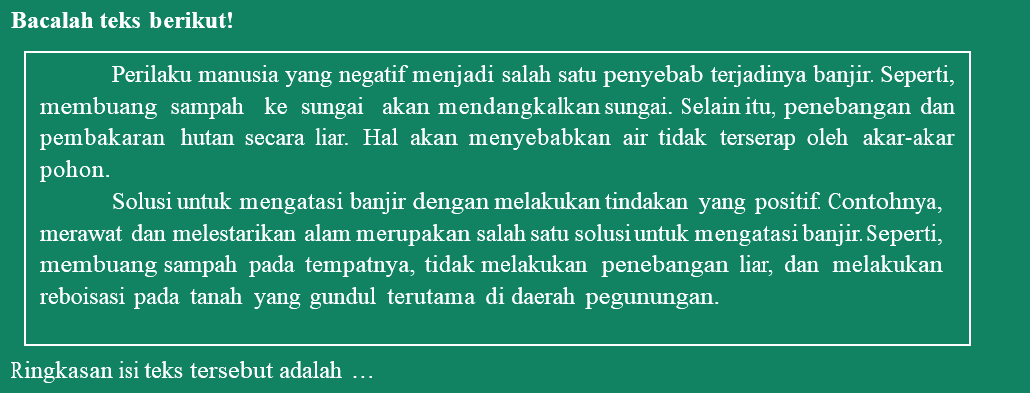 Bacalah teks berikut!
Perilaku manusia yang negatif menjadi salah satu penyebab terjadinya banjir. Seperti,
membuang sampah ke sungai akan mendangkalkan sungai. Selain itu, penebangan dan
pembakaran hutan secara liar. Hal akan menyebabkan air tidak terserap oleh akar-akar
pohon.
Solusi untuk mengatasi banjir dengan melakukan tindakan yang positif. Contohnya,
merawat dan melestarikan alam merupakan salah satu solusi untuk mengatasi banjir. Seperti,
membuang sampah pada tempatnya, tidak melakukan penebangan liar, dan melakukan
reboisasi pada tanah yang gundul terutama di daerah pegunungan.
Ringkasan isi teks tersebut adalah …